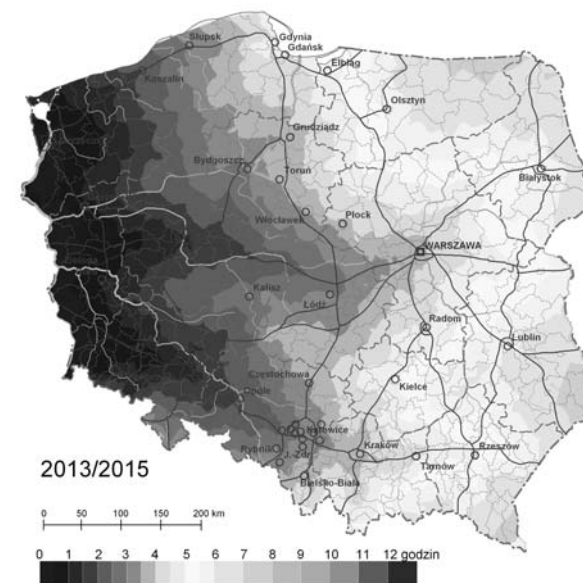 Słupsk
Gdynia
Gdańsk
Koszalin
Elbląg
Olsztyn
Grudziądz
Bydgoszcz
Toruń
Białystok
Włocławek
Płock
WARSZAWA
Kalisz
Łódź
Radom
Lublin
Częstochowa
Kielce
Opole
Katowice
Rybnik
J.-Zdr.
Kraków
Tarnów
Rzeszów
Bielsko-Biała
2013/2015
0 50 100 200 km
0 1 2 3 4 5 6 7 8 9 10 11 12 godzin